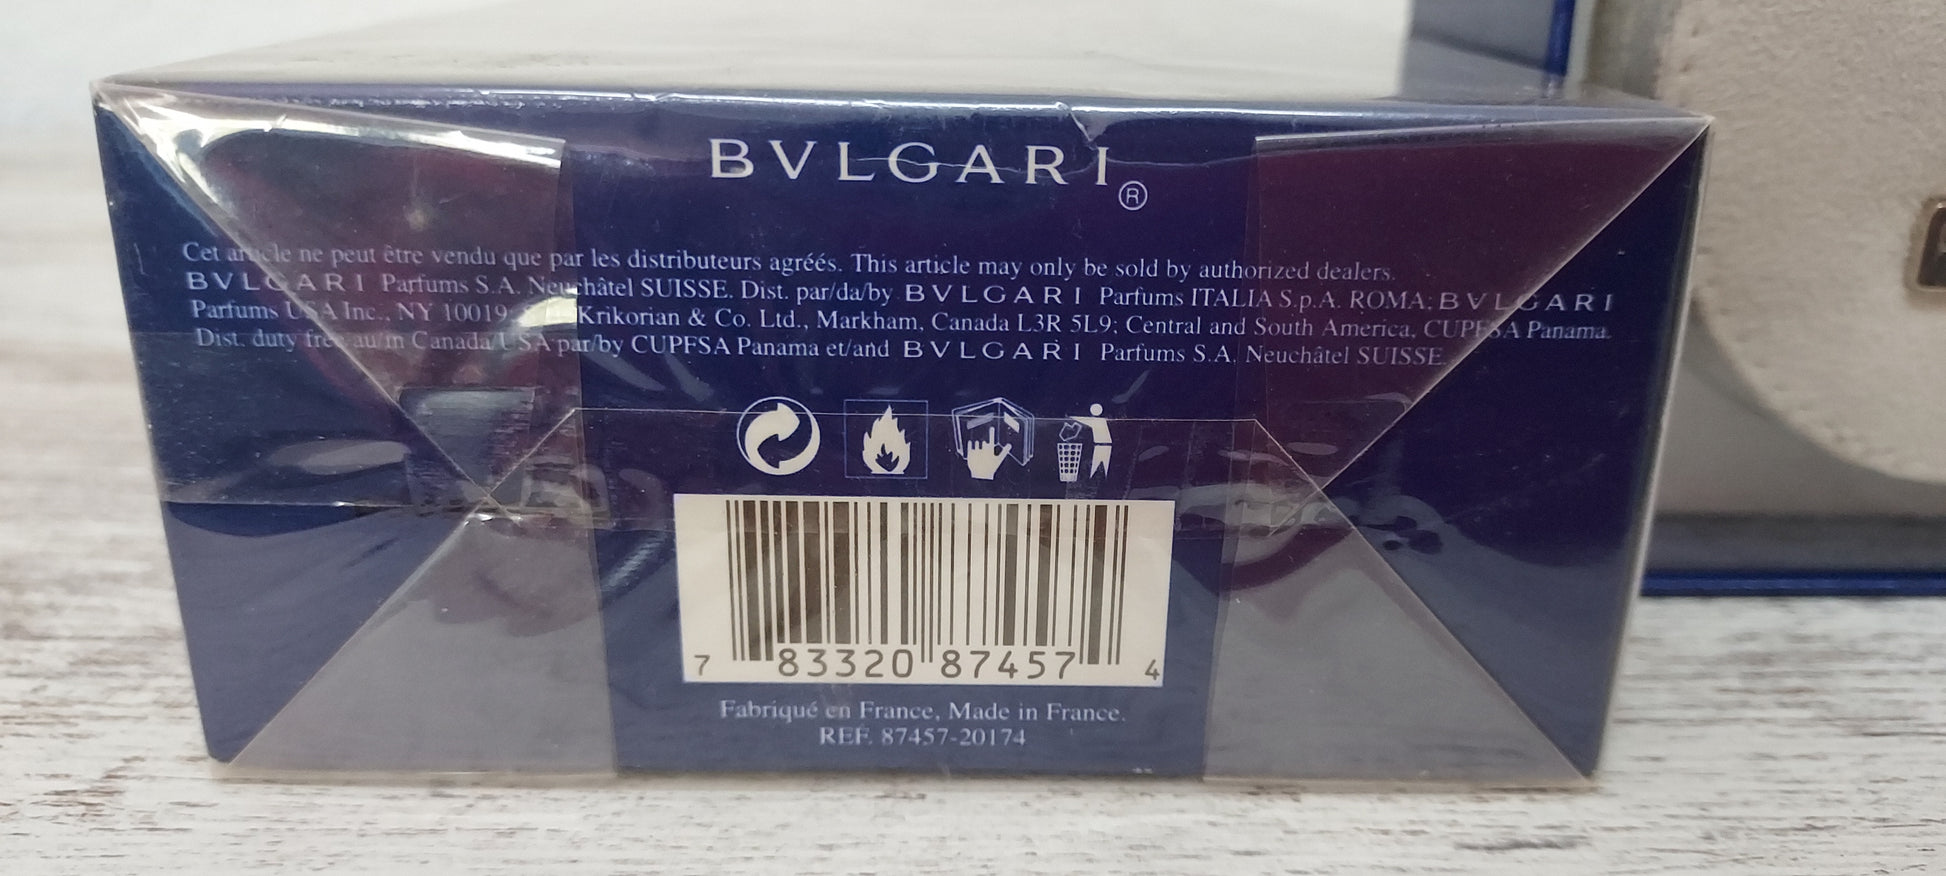 BVLGARI®
Cet article ne peut être vendu que par les distributeurs agréés. This article may only be sold by authorized dealers.
BVLGARI Parfums S.A. Neuchâtel SUISSE. Dist. par/da/by BVLGARI Parfums ITALIA S.p.A. ROMA; BVLGARI
Parfums USA Inc., NY 10019 Krikorian & Co. Ltd., Markham, Canada L3R 5L9; Central and South America, CUPFSA Panama.
Dist. duty free au/in Canada/USA par/by CUPFSA Panama et/and BVLGARI Parfums S.A. Neuchâtel SUISSE.
7 83320 87457 4
Fabriqué en France, Made in France.
REF. 87457-20174